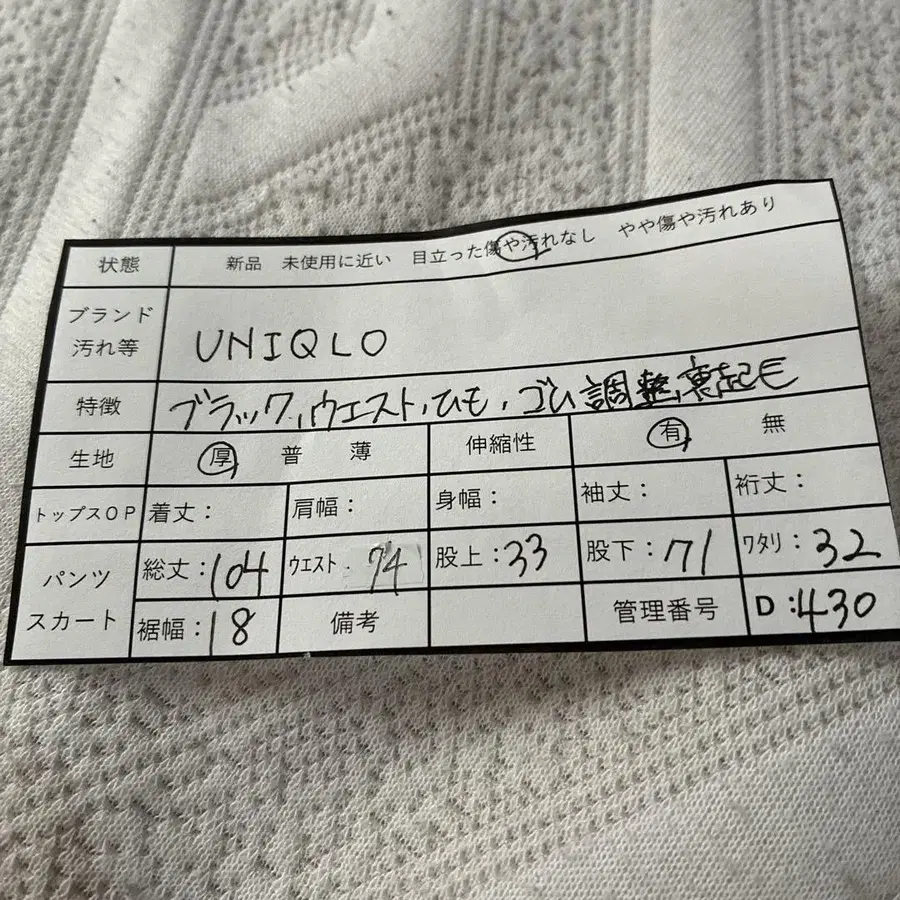 状態 新品 未使用に近い 目立った傷や汚れなし やや傷や汚れあり
ブランド
汚れ等 UNIQLO
特徴 ブラック,ウエスト,ひも,ゴム調整,裏起毛
生地 厚 普 薄 伸縮性 有 無
トップスOP 着丈: 肩幅: 身幅: 袖丈: 裄丈:
パンツ
スカート 総丈:104 ウエスト. 74 股上:33 股下:71 ワタリ:32
裾幅:18 備考 管理番号 D:430